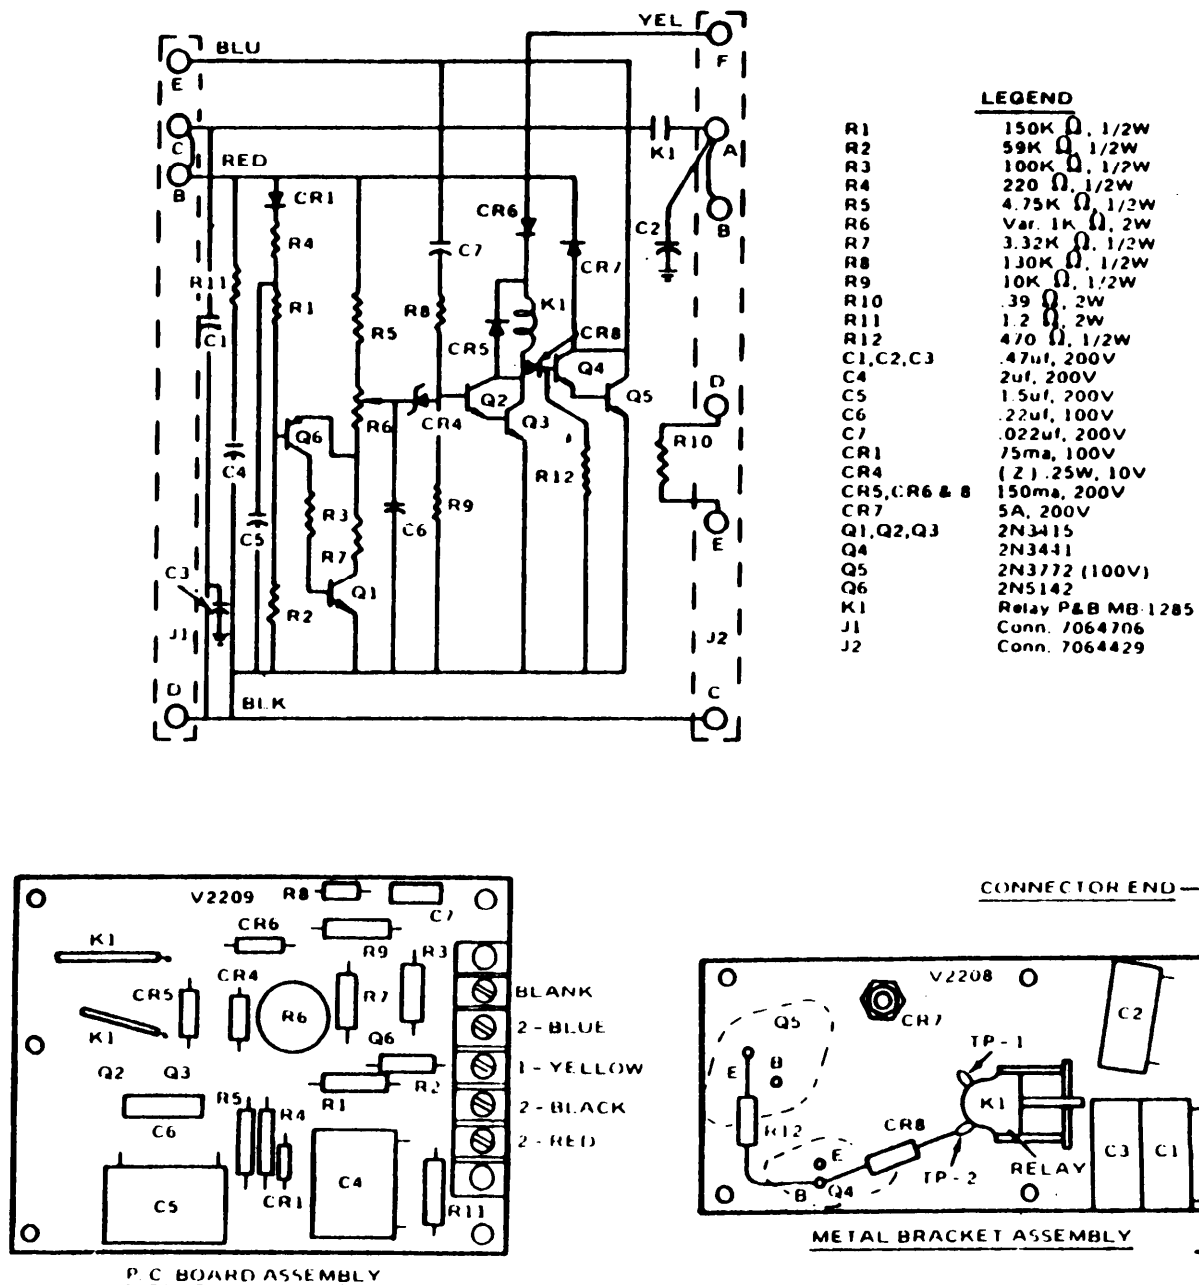 YEL
BLU
F
E
LEGEND
C
K1
A
RED
B
CR1
CR6
C2
B
R4
C7
CR7
R11
R1
K1
C1
R5
R8
CR5
CR8
Q4
Q2
Q5
D
Q6
R6
CR4
Q3
R10
C4
R12
R3
R9
C6
C5
E
R7
C3
Q1
R2
J1
J2
D
C
BLK
R1 150K Ω, 1/2W
R2 59K Ω, 1/2W
R3 100K Ω, 1/2W
R4 220 Ω, 1/2W
R5 4.75K Ω, 1/2W
R6 Var. 1K Ω, 2W
R7 3.32K Ω, 1/2W
R8 130K Ω, 1/2W
R9 10K Ω, 1/2W
R10 .39 Ω, 2W
R11 1.2 Ω, 2W
R12 470 Ω, 1/2W
C1,C2,C3 .47uf, 200V
C4 2uf, 200V
C5 1.5uf, 200V
C6 .22uf, 100V
C7 .022uf, 200V
CR1 75ma, 100V
CR4 (Z) .25W, 10V
CR5,CR6 & 8 150ma, 200V
CR7 5A, 200V
Q1,Q2,Q3 2N3415
Q4 2N3441
Q5 2N3772 (100V)
Q6 2N5142
K1 Relay P&B MB-1285
J1 Conn. 7064706
J2 Conn. 7064429
V2209
R8
C7
CR6
K1
R9
R3
CR4
CR5
R6
R7
BLANK
K1
2-BLUE
Q6
Q2
Q3
1-YELLOW
R2
R1
R5
R4
2-BLACK
C6
2-RED
C4
C5
CR1
R11
P.C. BOARD ASSEMBLY
CONNECTOR END
V2208
Q5
CR7
C2
TP-1
E
B
K1
R12
CR8
E
RELAY
C3
C1
TP-2
B
Q4
METAL BRACKET ASSEMBLY